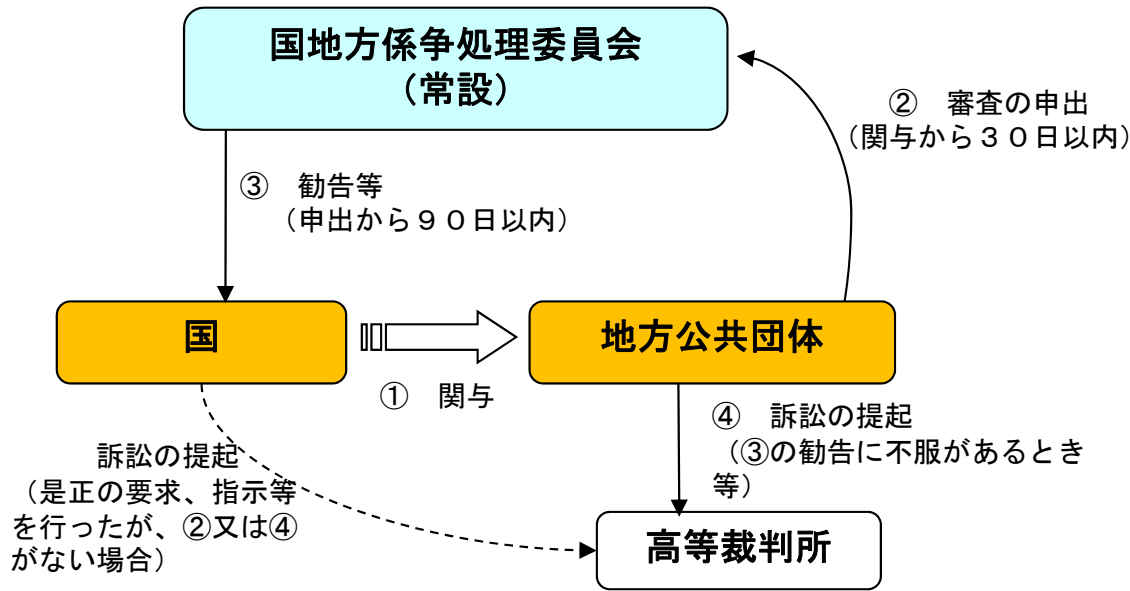 国地方係争処理委員会
（常設）
②　審査の申出
（関与から３０日以内）
③　勧告等
（申出から９０日以内）
国
地方公共団体
①　関与
④　訴訟の提起
（③の勧告に不服があるとき
等）
訴訟の提起
（是正の要求、指示等
を行ったが、②又は④
がない場合）
高等裁判所